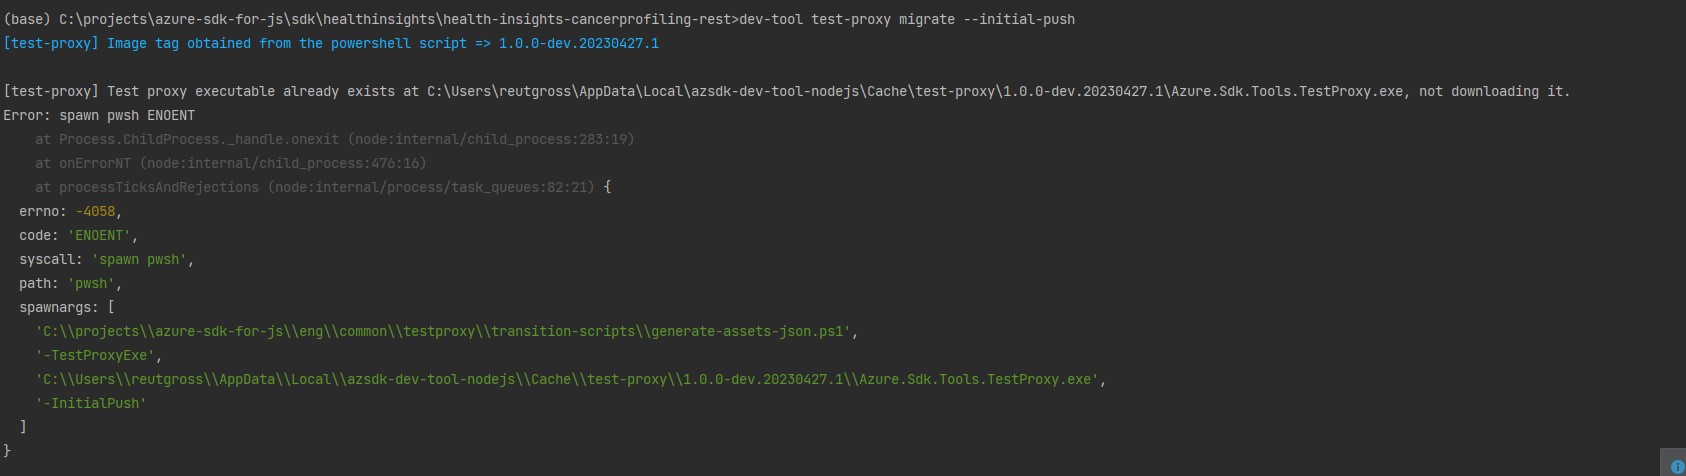 (base) C:\projects\azure-sdk-for-js\sdk\healthinsights\health-insights-cancerprofiling-rest>dev-tool test-proxy migrate --initial-push
[test-proxy] Image tag obtained from the powershell script => 1.0.0-dev.20230427.1
[test-proxy] Test proxy executable already exists at C:\Users\reutgross\AppData\Local\azsdk-dev-tool-nodejs\Cache\test-proxy\1.0.0-dev.20230427.1\Azure.Sdk.Tools.TestProxy.exe, not downloading it.
Error: spawn pwsh ENOENT
    at Process.ChildProcess._handle.onexit (node:internal/child_process:283:19)
    at onErrorNT (node:internal/child_process:476:16)
    at processTicksAndRejections (node:internal/process/task_queues:82:21) {
  errno: -4058,
  code: 'ENOENT',
  syscall: 'spawn pwsh',
  path: 'pwsh',
  spawnargs: [
    'C:\\projects\\azure-sdk-for-js\\eng\\common\\testproxy\\transition-scripts\\generate-assets-json.ps1',
    '-TestProxyExe',
    'C:\\Users\\reutgross\\AppData\\Local\\azsdk-dev-tool-nodejs\\Cache\\test-proxy\\1.0.0-dev.20230427.1\\Azure.Sdk.Tools.TestProxy.exe',
    '-InitialPush'
  ]
}